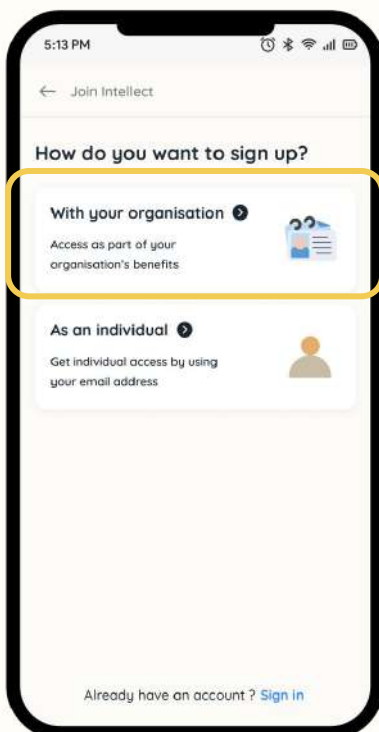 5:13 PM
Join Intellect
How do you want to sign up?
With your organisation
Access as part of your
organisation's benefits
As an individual
Get individual access by using
your email address
Already have an account ? Sign in